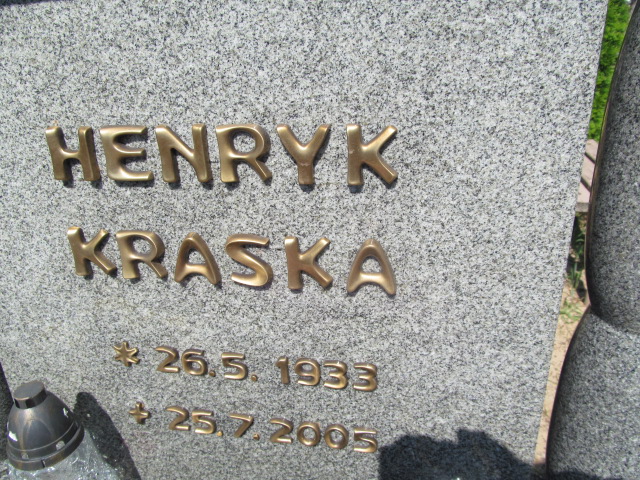 HENRYK
KRASKA
* 26.5. 1933
+ 25.7.2005